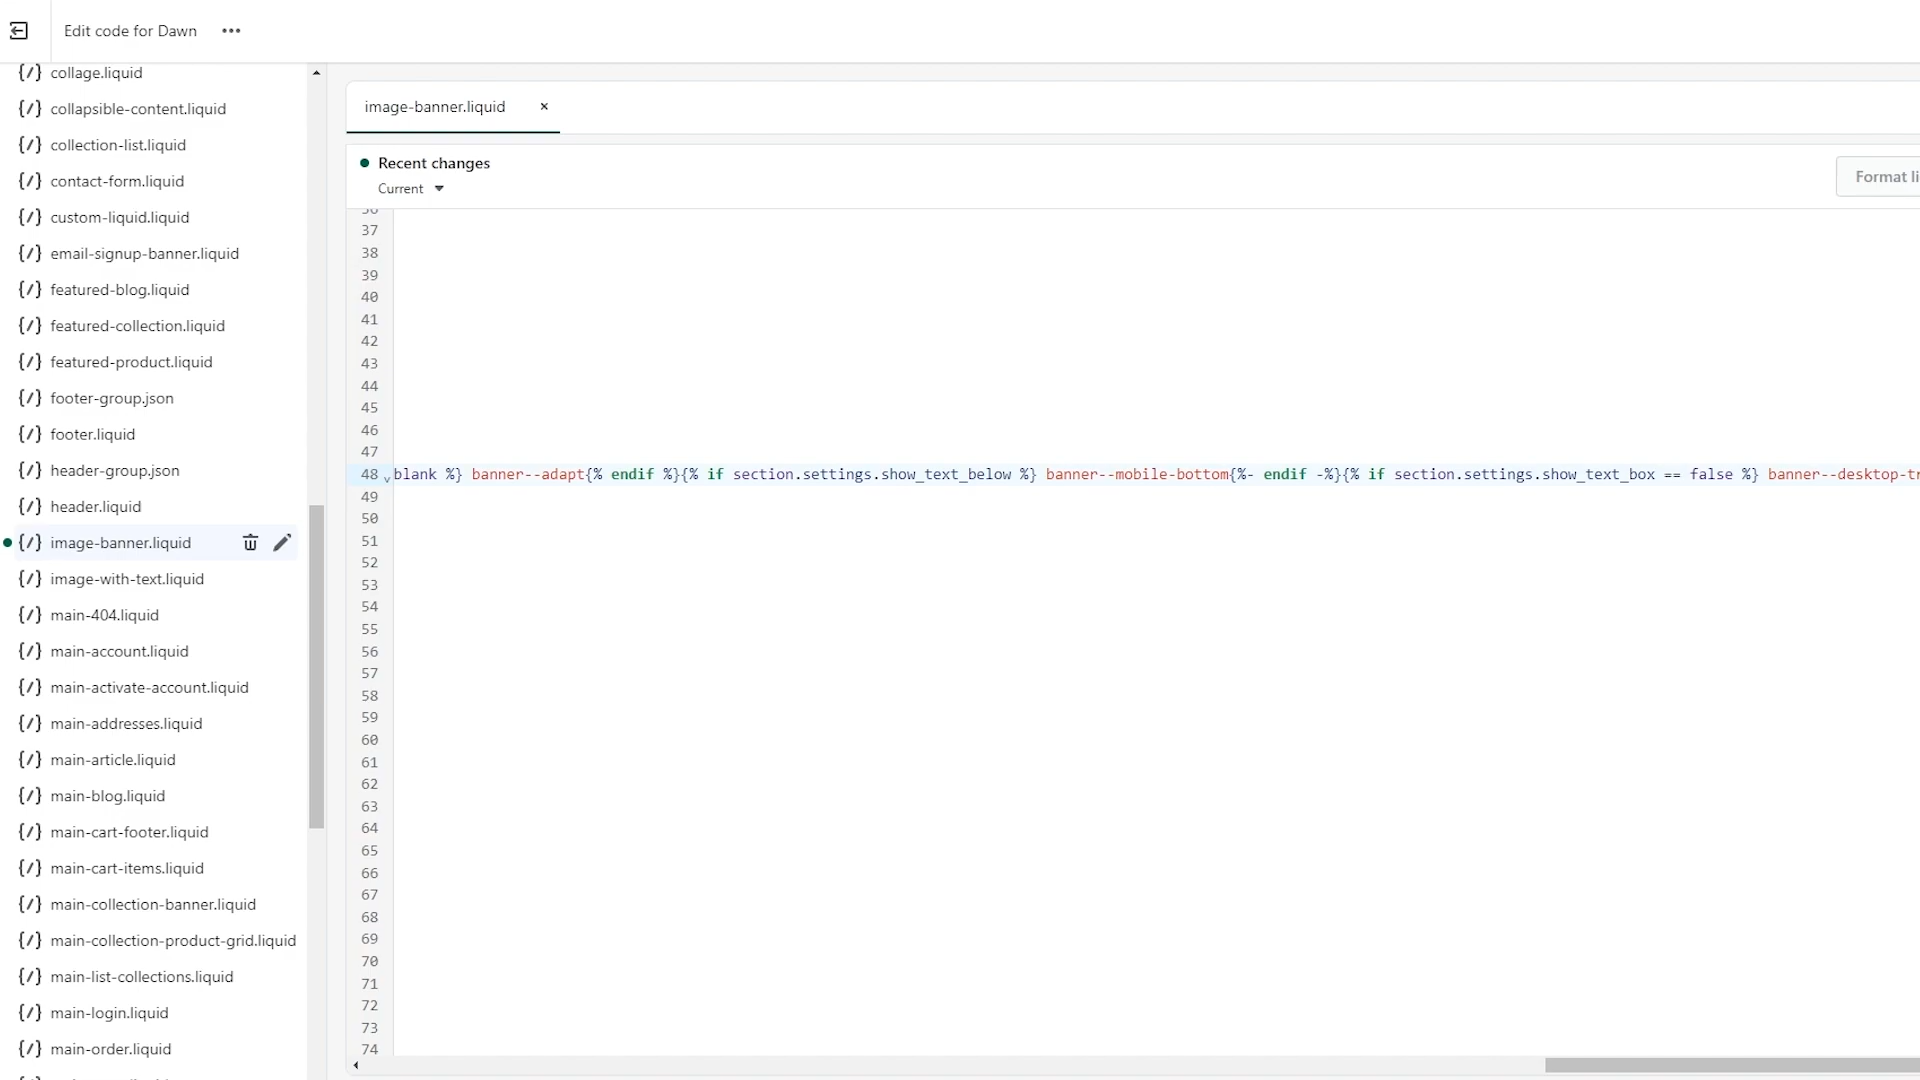 Edit code for Dawn
{/} collage.liquid
{/} collapsible-content.liquid
{/} collection-list.liquid
{/} contact-form.liquid
{/} custom-liquid.liquid
{/} email-signup-banner.liquid
{/} featured-blog.liquid
{/} featured-collection.liquid
{/} featured-product.liquid
{/} footer-group.json
{/} footer.liquid
{/} header-group.json
{/} header.liquid
{/} image-banner.liquid
{/} image-with-text.liquid
{/} main-404.liquid
{/} main-account.liquid
{/} main-activate-account.liquid
{/} main-addresses.liquid
{/} main-article.liquid
{/} main-blog.liquid
{/} main-cart-footer.liquid
{/} main-cart-items.liquid
{/} main-collection-banner.liquid
{/} main-collection-product-grid.liquid
{/} main-list-collections.liquid
{/} main-login.liquid
{/} main-order.liquid
image-banner.liquid ×
Recent changes
Current
Format li
36
37
38
39
40
41
42
43
44
45
46
47
48 blank %} banner--adapt{% endif %}{% if section.settings.show_text_below %} banner--mobile-bottom{%- endif -%}{% if section.settings.show_text_box == false %} banner--desktop-tr
49
50
51
52
53
54
55
56
57
58
59
60
61
62
63
64
65
66
67
68
69
70
71
72
73
74